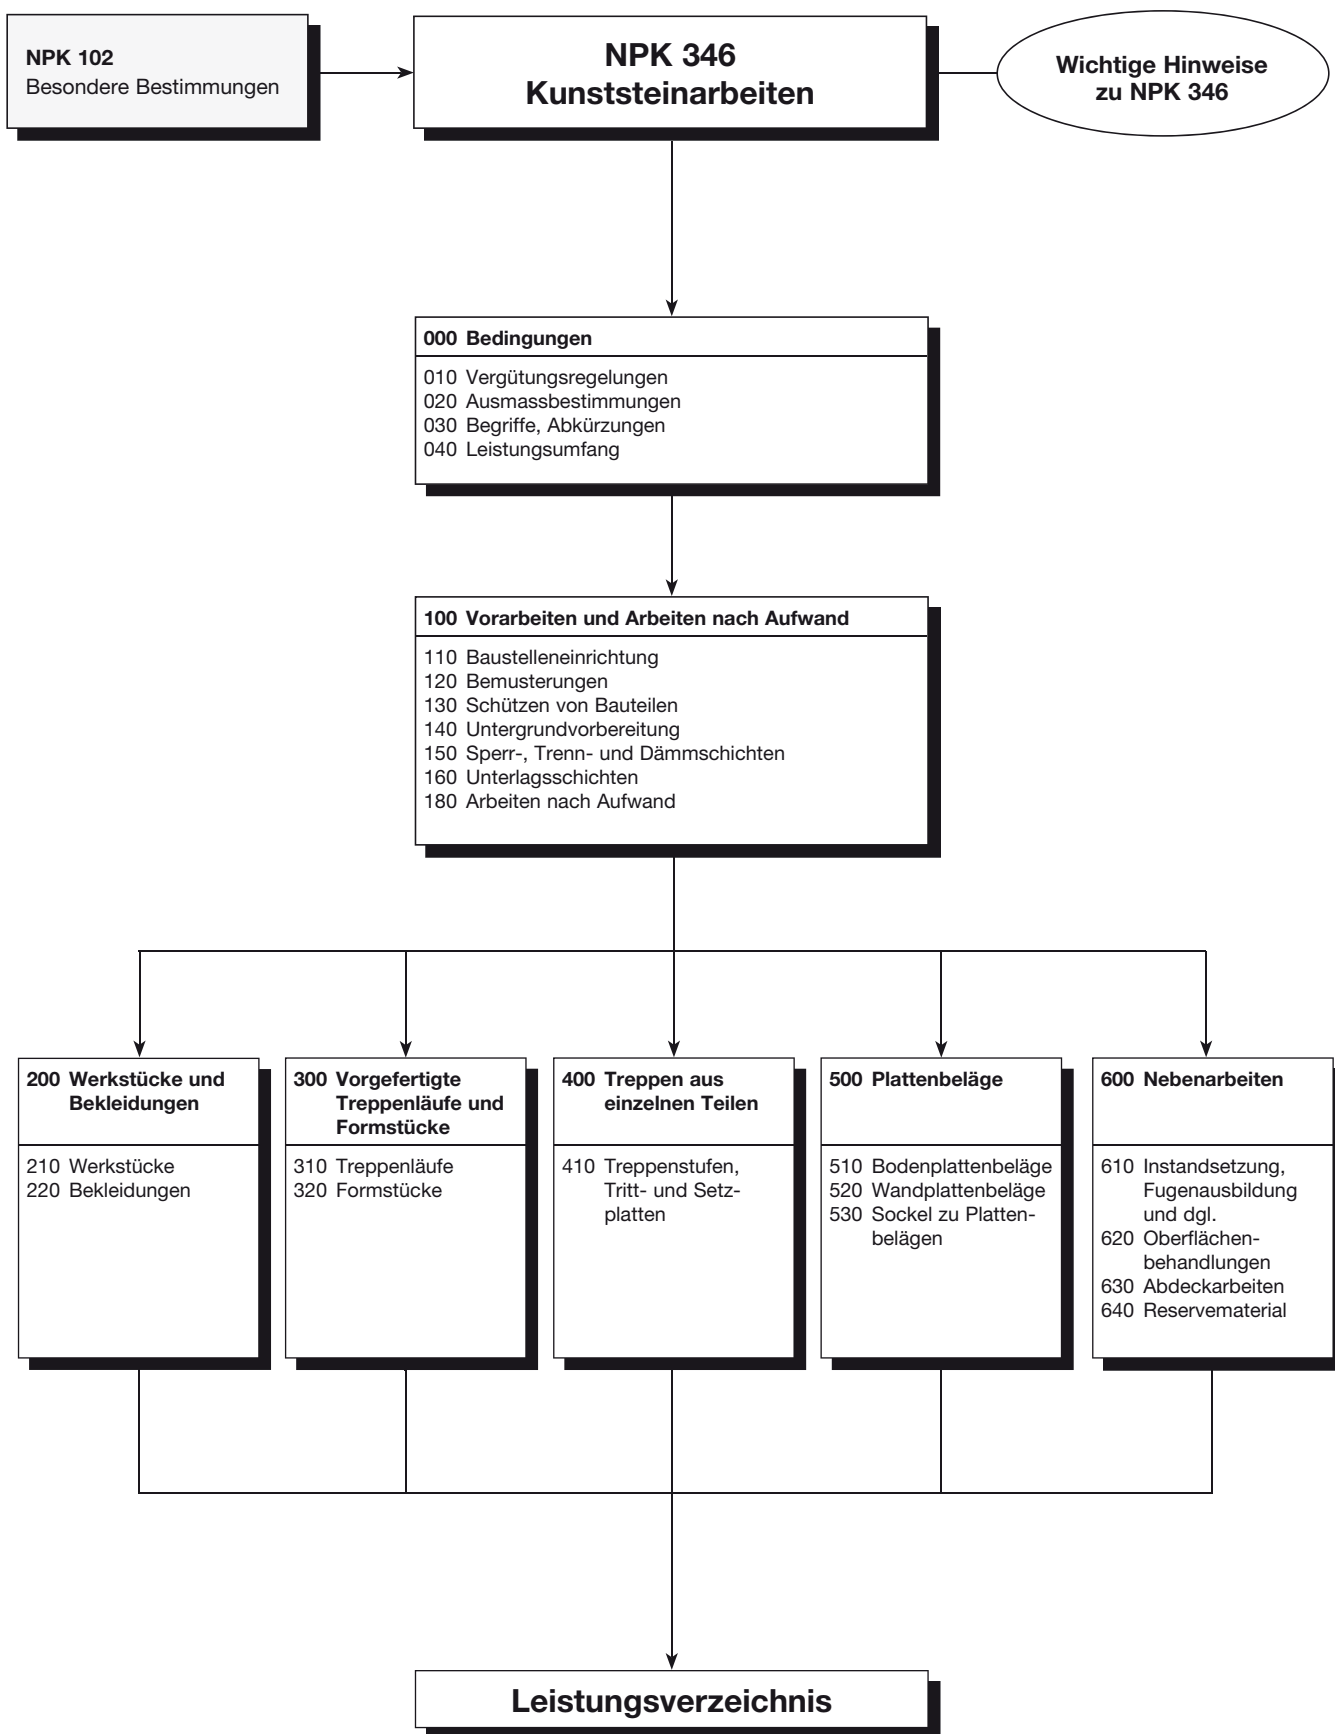 NPK 102
Besondere Bestimmungen
NPK 346
Kunststeinarbeiten
Wichtige Hinweise
zu NPK 346
000 Bedingungen
010 Vergütungsregelungen
020 Ausmassbestimmungen
030 Begriffe, Abkürzungen
040 Leistungsumfang
100 Vorarbeiten und Arbeiten nach Aufwand
110 Baustelleneinrichtung
120 Bemusterungen
130 Schützen von Bauteilen
140 Untergrundvorbereitung
150 Sperr-, Trenn- und Dämmschichten
160 Unterlagsschichten
180 Arbeiten nach Aufwand
200 Werkstücke und
Bekleidungen
210 Werkstücke
220 Bekleidungen
300 Vorgefertigte
Treppenläufe und
Formstücke
310 Treppenläufe
320 Formstücke
400 Treppen aus
einzelnen Teilen
410 Treppenstufen,
Tritt- und Setz-
platten
500 Plattenbeläge
510 Bodenplattenbeläge
520 Wandplattenbeläge
530 Sockel zu Platten-
belägen
600 Nebenarbeiten
610 Instandsetzung,
Fugenausbildung
und dgl.
620 Oberflächen-
behandlungen
630 Abdeckarbeiten
640 Reservematerial
Leistungsverzeichnis